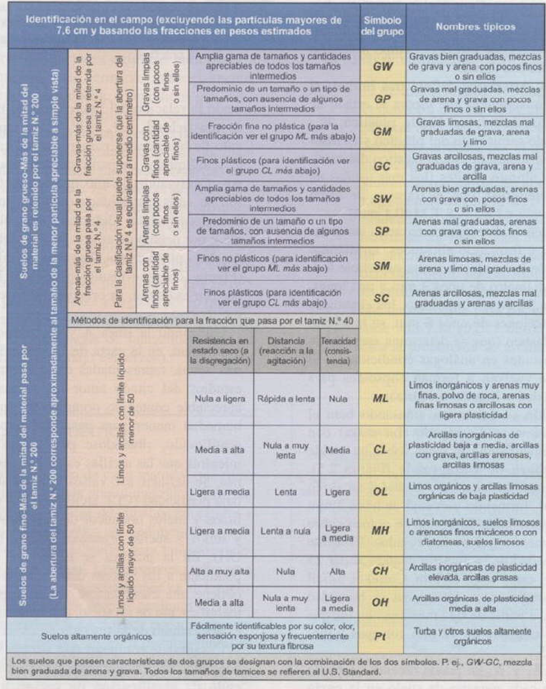 Identificación en el campo (excluyendo las partículas mayores de
7,6 cm y basando las fracciones en pesos estimados
Símbolo
del grupo
Nombres típicos
Suelos de grano grueso-Más de la mitad del
material es retenido por el tamiz N.º 200
(La abertura del tamiz N.º 200 corresponde aproximadamente al tamaño de la menor partícula apreciable a simple vista)
Gravas-más de la mitad de la
fracción gruesa es retenida por
el tamiz N.º 4
Para la clasificación visual puede suponerse que la abertura del
tamiz N.º 4 es equivalente a medio centímetro)
Gravas limpias
(con pocos
finos
o sin ellos)
Amplia gama de tamaños y cantidades
apreciables de todos los tamaños
intermedios
GW
Gravas bien graduadas, mezclas
de grava y arena con pocos finos
o sin ellos
Predominio de un tamaño o un tipo de
tamaños, con ausencia de algunos
tamaños intermedios
GP
Gravas mal graduadas, mezclas
de arena y grava con pocos
finos o sin ellos
Gravas con
finos (cantidad
apreciable de
finos)
Fracción fino no plástica (para la
identificación ver el grupo ML más abajo)
GM
Gravas limosas, mezclas mal
graduadas de grava, arena
y limo
Finos plásticos (para identificación ver
el grupo CL más abajo)
GC
Gravas arcillosas, mezclas mal
graduadas de grava, arena y
arcilla
Arenas-más de la mitad de la
fracción gruesa pasa por
el tamiz N.º 4
Arenas limpias
(con pocos
finos
o sin ellos)
Amplia gama de tamaños y cantidades
apreciables de todos los tamaños
intermedios
SW
Arenas bien graduadas, arenas
con grava con pocos finos
o sin ellos
Predominio de un tamaño o un tipo
de tamaños, con ausencia de algunos
tamaños intermedios
SP
Arenas mal graduadas, arenas
con grava con pocos finos
o sin ellos
Arenas con
finos (cantidad
apreciable de
finos)
Finos no plásticos (para identificación
ver el grupo ML más abajo)
SM
Arenas limosas, mezclas de
arena y limo mal graduadas
Finos plásticos (para identificación
ver el grupo CL más abajo)
SC
Arenas arcillosas, mezclas mal
graduadas y arenas y arcillas
Métodos de identificación para la fracción que pasa por el tamiz N.º 40
Suelos de grano fino-Más de la mitad del material pasa por
el tamiz N.º 200
Resistencia en
estado saco (a
la disgregación)
Distancia
(reacción a la
agitación)
Tenacidad
(consis-
tencia)
Limos y arcillas con límite líquido
menor de 50
Nula a ligera
Rápida a lenta
Nula
ML
Limos inorgánicos y arenas muy
finas, polvo de roca, arenas
finas limosas o arcillosas con
ligera plasticidad
Media a alta
Nula a muy
lenta
Media
CL
Arcillas inorgánicas de
plasticidad baja a media, arcillas
con grava, arcillas arenosas,
arcillas limosas
Ligera a media
Lenta
Ligera
OL
Limos orgánicos y arcillas limosas
orgánicas de baja plasticidad
Limos y arcillas con límite
líquido mayor de 50
Ligera a media
Lenta a nula
Ligera
a media
MH
Limos inorgánicos, suelos limosos
o arenosos finos micáceos o con
diatomeas, suelos limosos
Alta a muy alta
Nula
Alta
CH
Arcillas inorgánicas de plasticidad
elevada, arcillas grasas
Media a alta
Nula a muy
lenta
Ligera
a media
OH
Arcillas orgánicas de plasticidad
media a alta
Suelos altamente orgánicos
Fácilmente identificables por su color, olor,
sensación esponjosa y frecuentemente
por su textura fibrosa
Pt
Turba y otros suelos altamente
orgánicos
Los suelos que poseen características de dos grupos se designan con la combinación de los dos símbolos. P. ej., GW-GC, mezcla
bien graduada de arena y grava. Todos los tamaños de tamices se refieren al U.S. Standard.